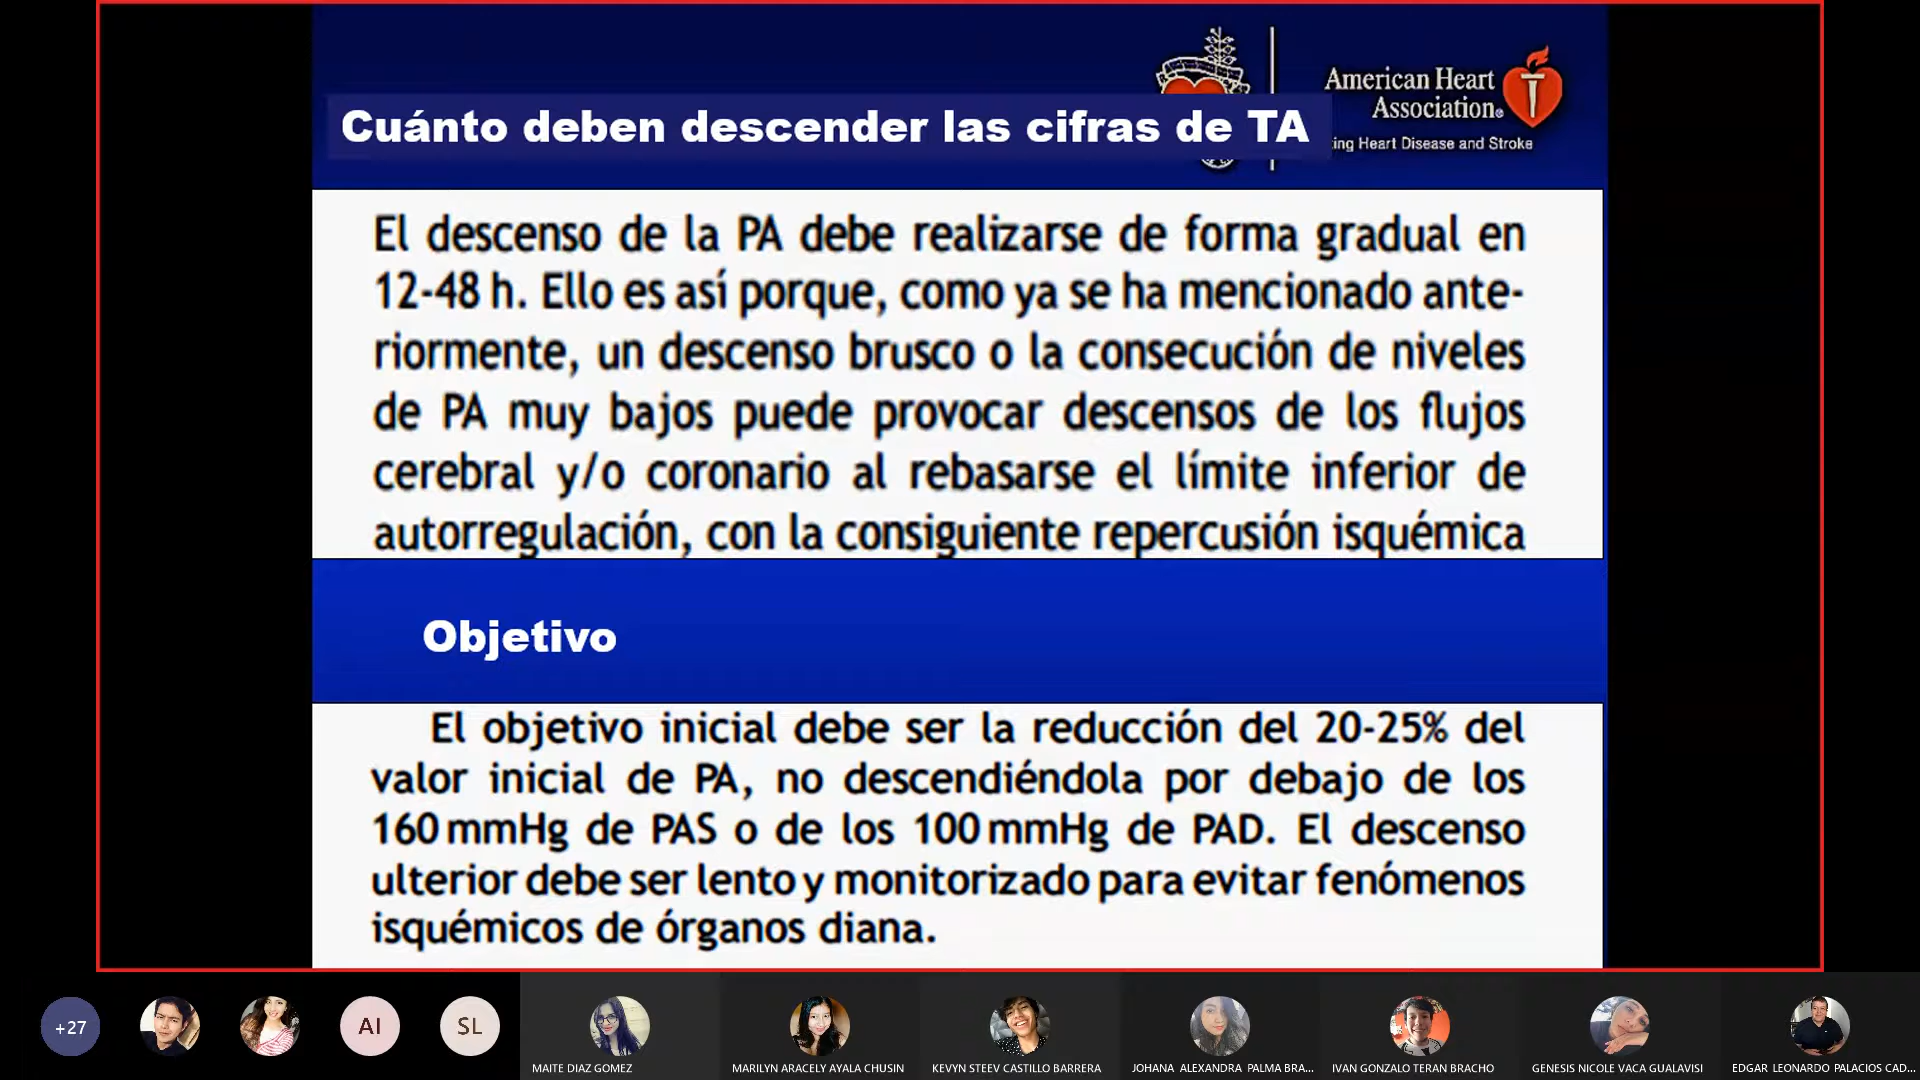 American Heart
Association®
Cuánto deben descender las cifras de TA
ing Heart Disease and Stroke
El descenso de la PA debe realizarse de forma gradual en
12-48 h. Ello es así porque, como ya se ha mencionado ante-
riormente, un descenso brusco o la consecución de niveles
de PA muy bajos puede provocar descensos de los flujos
cerebral y/o coronario al rebasarse el límite inferior de
autorregulación, con la consiguiente repercusión isquémica
Objetivo
El objetivo inicial debe ser la reducción del 20-25% del
valor inicial de PA, no descendiéndola por debajo de los
160 mmHg de PAS o de los 100 mmHg de PAD. El descenso
ulterior debe ser lento y monitorizado para evitar fenómenos
isquémicos de órganos diana.
+27
AI
SL
MAITE DIAZ GOMEZ
MARILYN ARACELY AYALA CHUSIN
KEVYN STEEV CASTILLO BARRERA
JOHANA ALEXANDRA PALMA BRA...
IVAN GONZALO TERAN BRACHO
GENESIS NICOLE VACA GUALAVISI
EDGAR LEONARDO PALACIOS CAD...